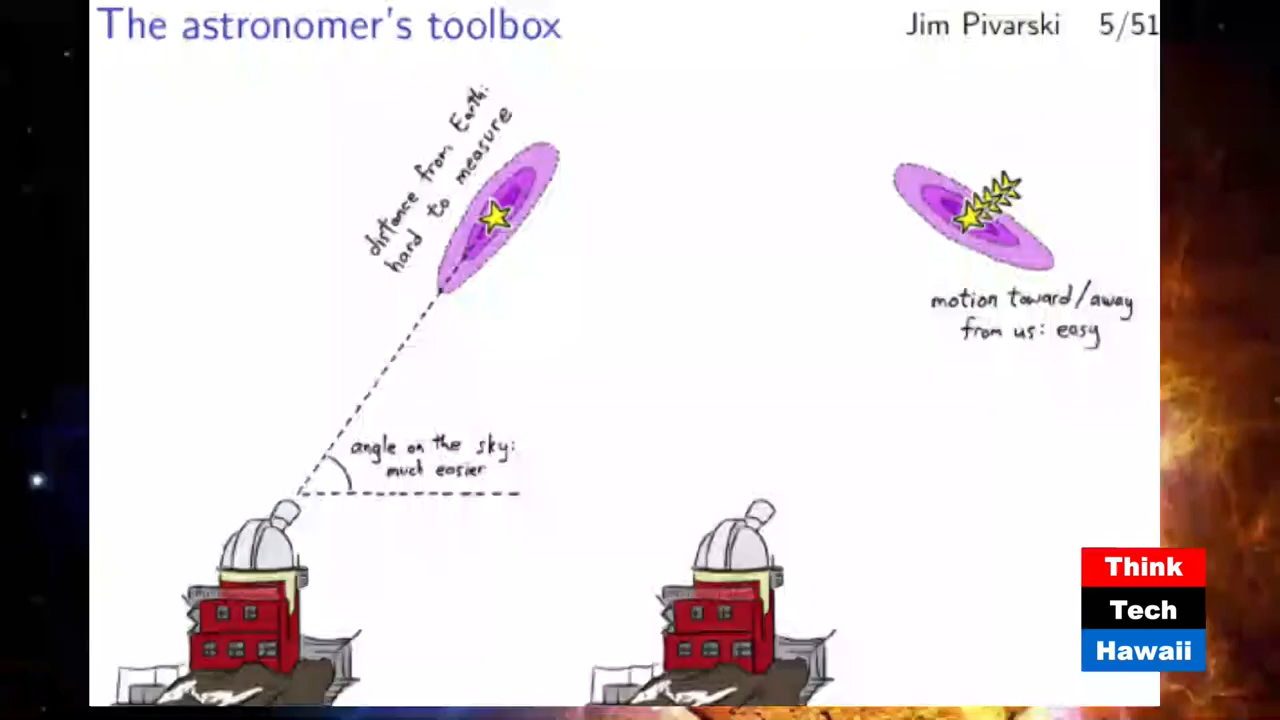 The astronomer's toolbox
Jim Pivarski 5/51
distance from Earth:
hard to measure
angle on the sky:
much easier
motion toward/away
from us: easy
Think
Tech
Hawaii